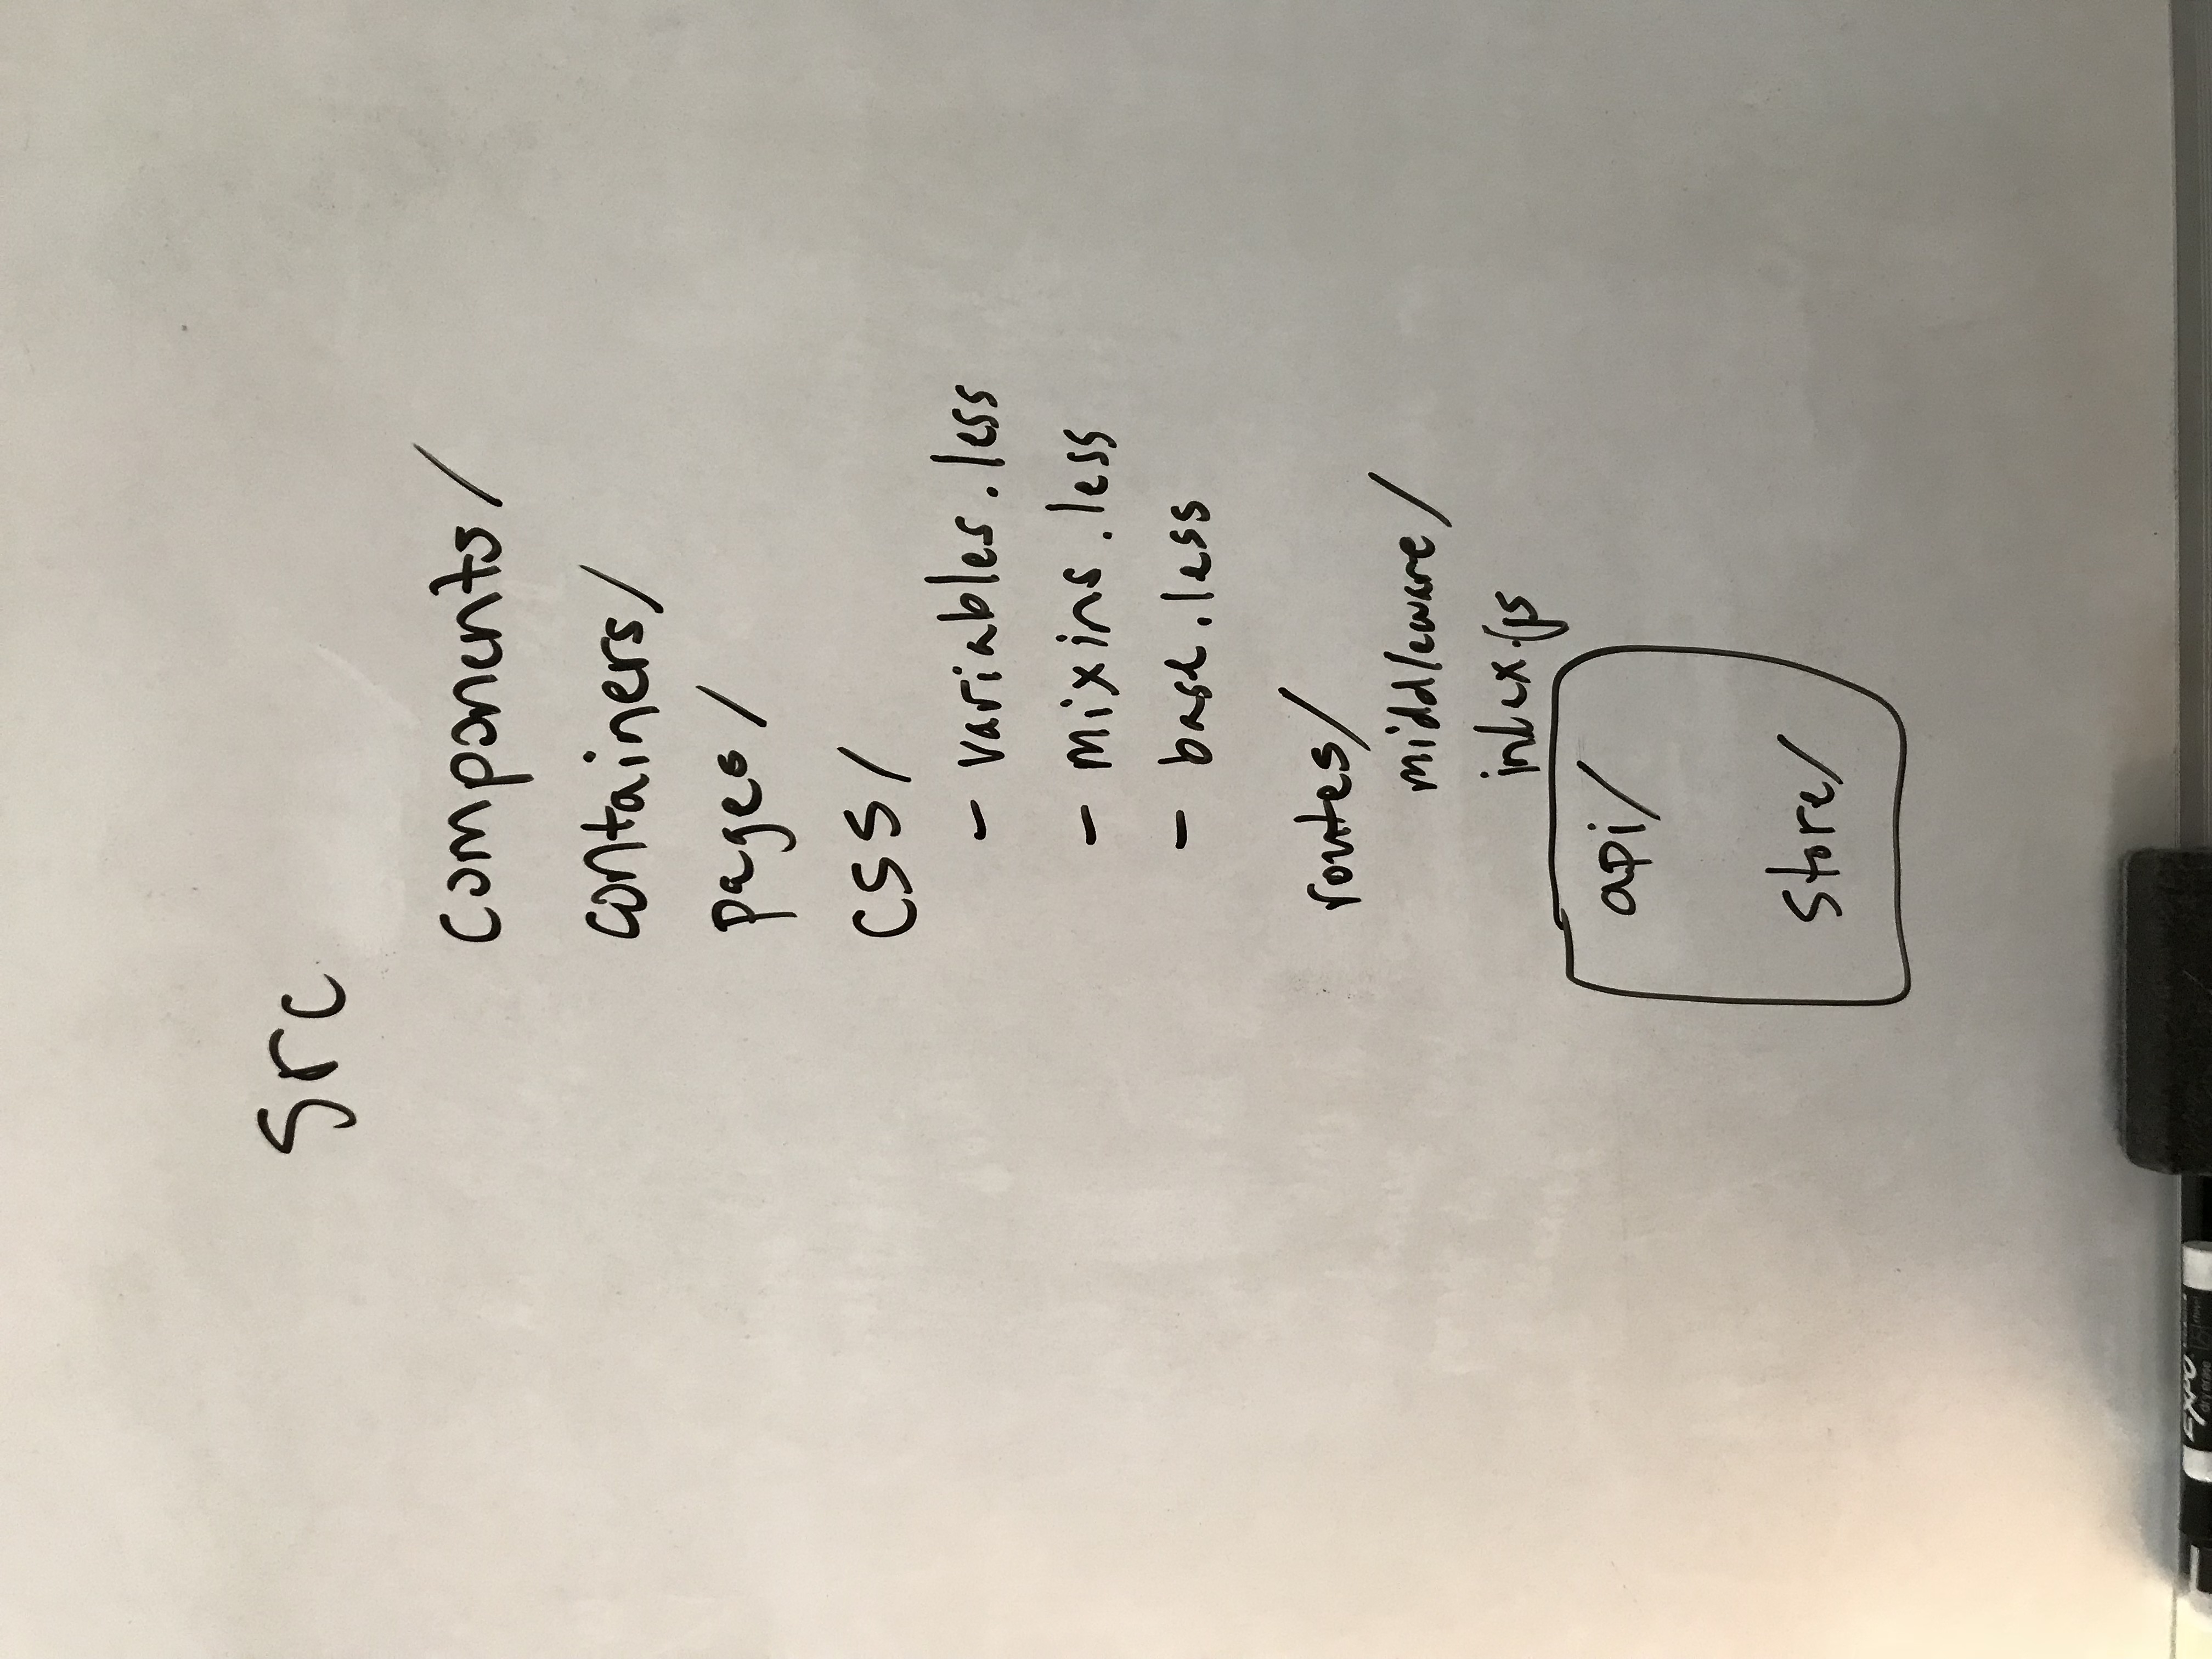 src
components/
containers/
pages/
css/
- variables.less
- mixins.less
- base.less
routes/
middleware/
index.js
api/
store/
EXPO
dry erase